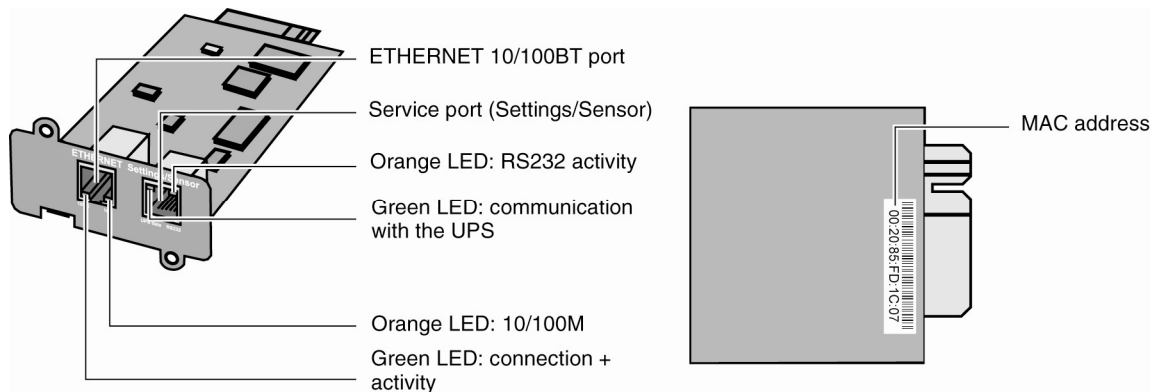 ETHERNET 10/100BT port
Service port (Settings/Sensor)
Orange LED: RS232 activity
Green LED: communication
with the UPS
Orange LED: 10/100M
Green LED: connection +
activity
ETHERNET Settings/Sensor
MAC address
00:20:85:FD:1C:07